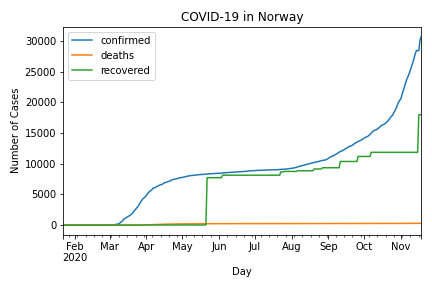 COVID-19 in Norway
confirmed
deaths
recovered
Number of Cases
30000
25000
20000
15000
10000
5000
0
Feb Mar Apr May Jun Jul Aug Sep Oct Nov
2020
Day